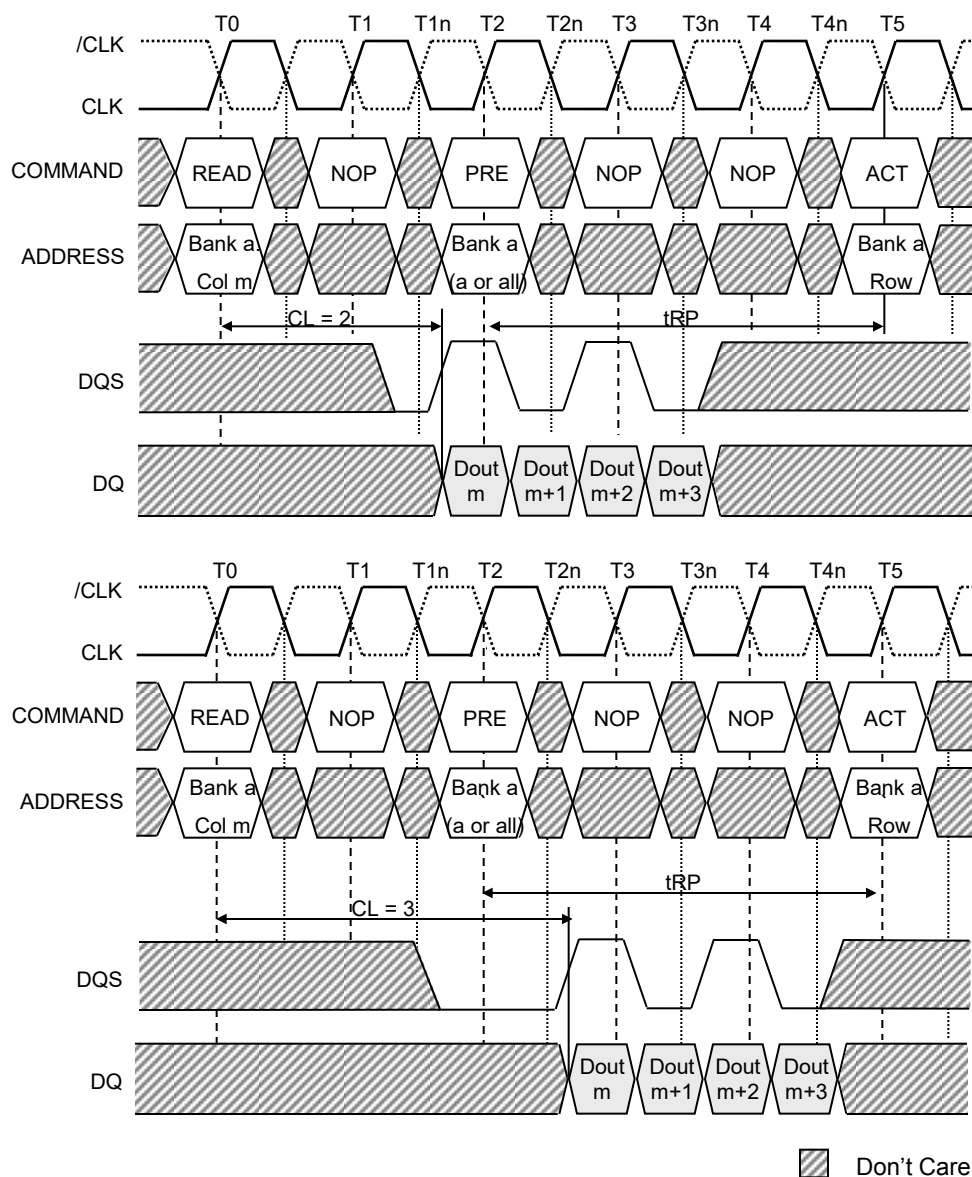 T0 T1 T1n T2 T2n T3 T3n T4 T4n T5
/CLK
CLK
COMMAND READ NOP PRE NOP NOP ACT
ADDRESS Bank a. Bank a Bank a
Col m (a or all) Row
CL = 2 tRP
DQS
DQ Dout Dout Dout Dout
m m+1 m+2 m+3
T0 T1 T1n T2 T2n T3 T3n T4 T4n T5
/CLK
CLK
COMMAND READ NOP PRE NOP NOP ACT
ADDRESS Bank a Bank a Bank a
Col m (a or all) Row
tRP
CL = 3
DQS
DQ Dout Dout Dout Dout
m m+1 m+2 m+3
Don't Care